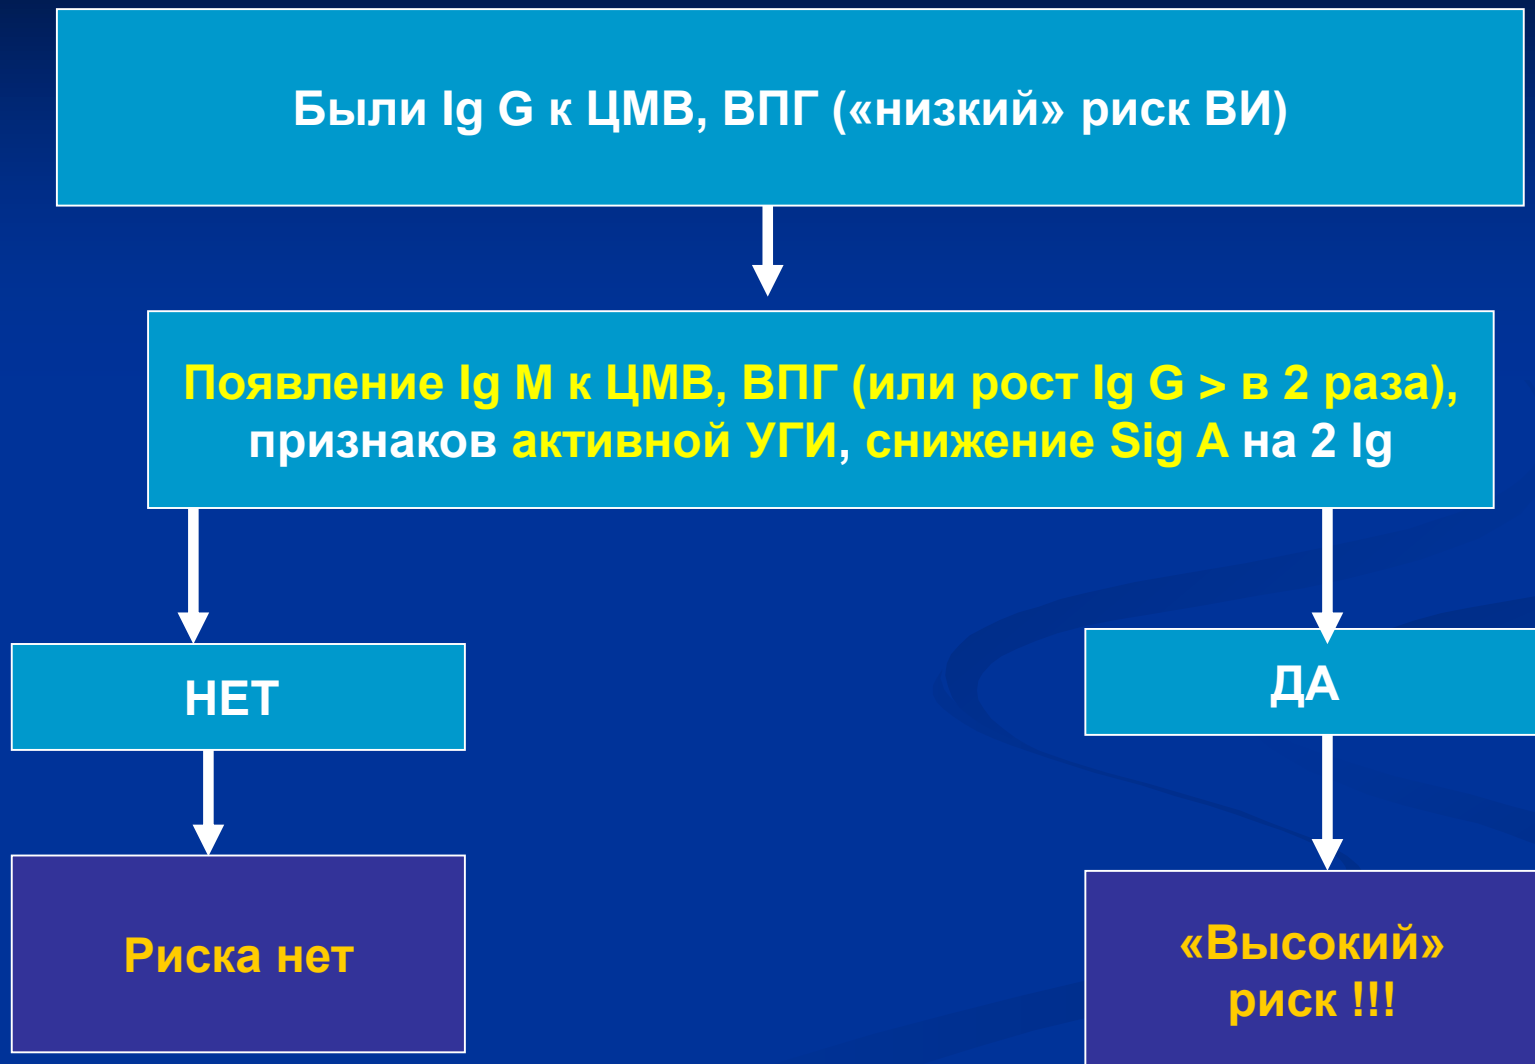 Были Ig G к ЦМВ, ВПГ («низкий» риск ВИ)
Появление Ig М к ЦМВ, ВПГ (или рост Ig G > в 2 раза),
признаков активной УГИ, снижение Sig A на 2 lg
НЕТ
ДА
Риска нет
«Высокий»
риск !!!